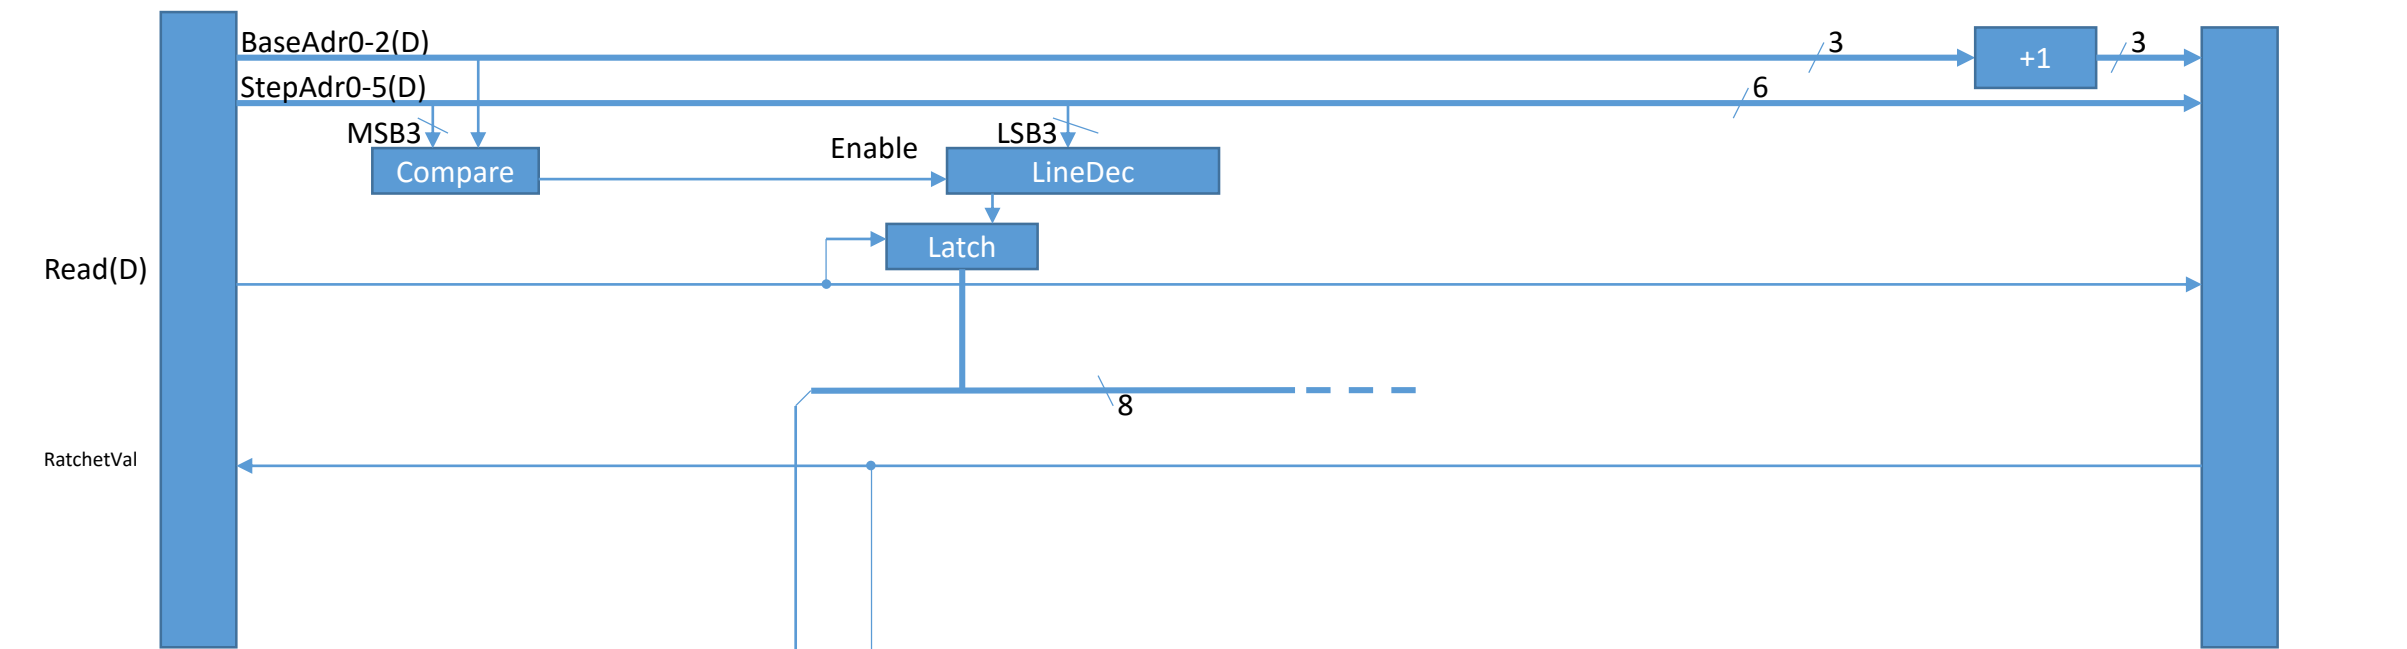 BaseAdr0-2(D)
3
+1
3
StepAdr0-5(D)
6
MSB3
Enable
LSB3
Compare
LineDec
Latch
Read(D)
8
RatchetVal